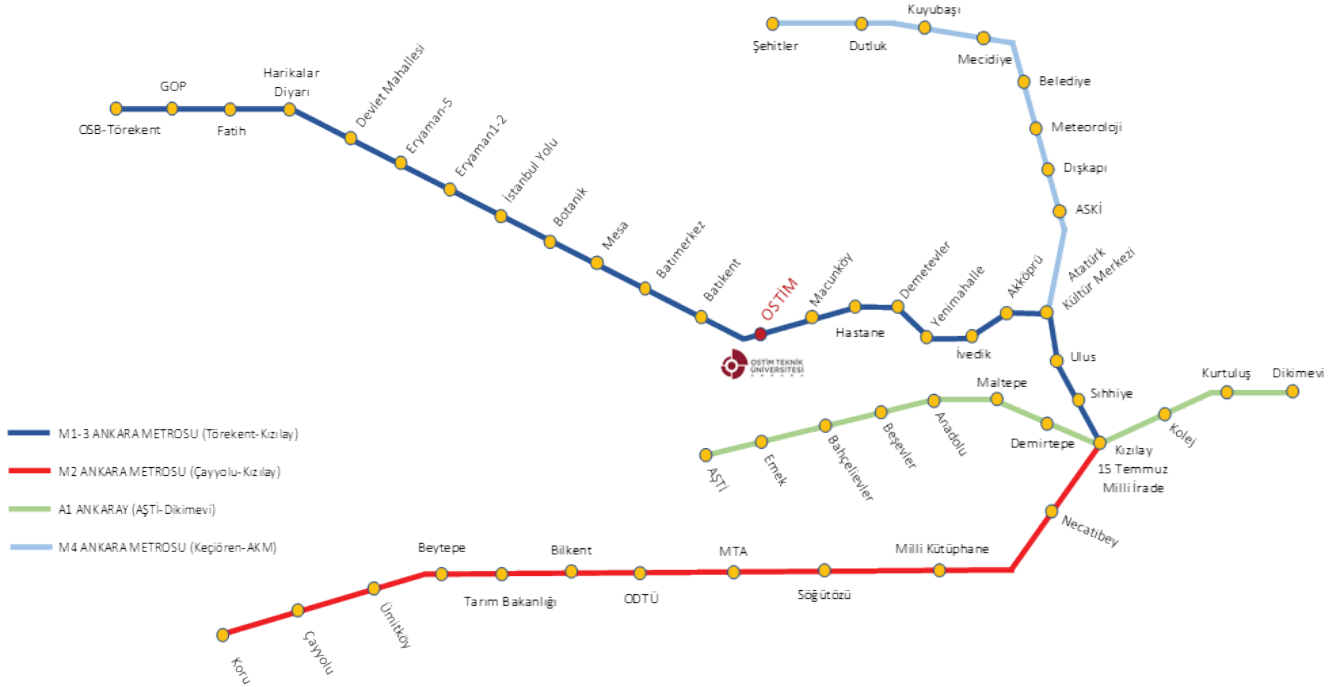 Kuyubaşı
Şehitler
Dutluk
Mecidiye
Belediye
Meteoroloji
Dışkapı
ASKİ
Atatürk
Kültür Merkezi
GOP
Harikalar
Diyarı
OSB-Törekent
Fatih
Devlet Mahallesi
Eryaman-5
Eryaman1-2
İstanbul Yolu
Botanik
Mesa
Batımerkez
Batıkent
OSTİM
Macunköy
Hastane
Demetevler
Yenimahalle
İvedik
Akköprü
Ulus
Sıhhiye
OSTİM TEKNİK
ÜNİVERSİTESİ
ANKARA
Maltepe
Kurtuluş
Dikimevi
AŞTİ
Emek
Bahçelievler
Beşevler
Anadolu
Demirtepe
Kolej
Kızılay
15 Temmuz
Milli İrade
M1-3 ANKARA METROSU (Törekent-Kızılay)
M2 ANKARA METROSU (Çayyolu-Kızılay)
A1 ANKARAY (AŞTİ-Dikimevi)
M4 ANKARA METROSU (Keçiören-AKM)
Necatibey
Beytepe
Bilkent
MTA
Milli Kütüphane
Tarım Bakanlığı
ODTÜ
Söğütözü
Ümitköy
Çayyolu
Koru